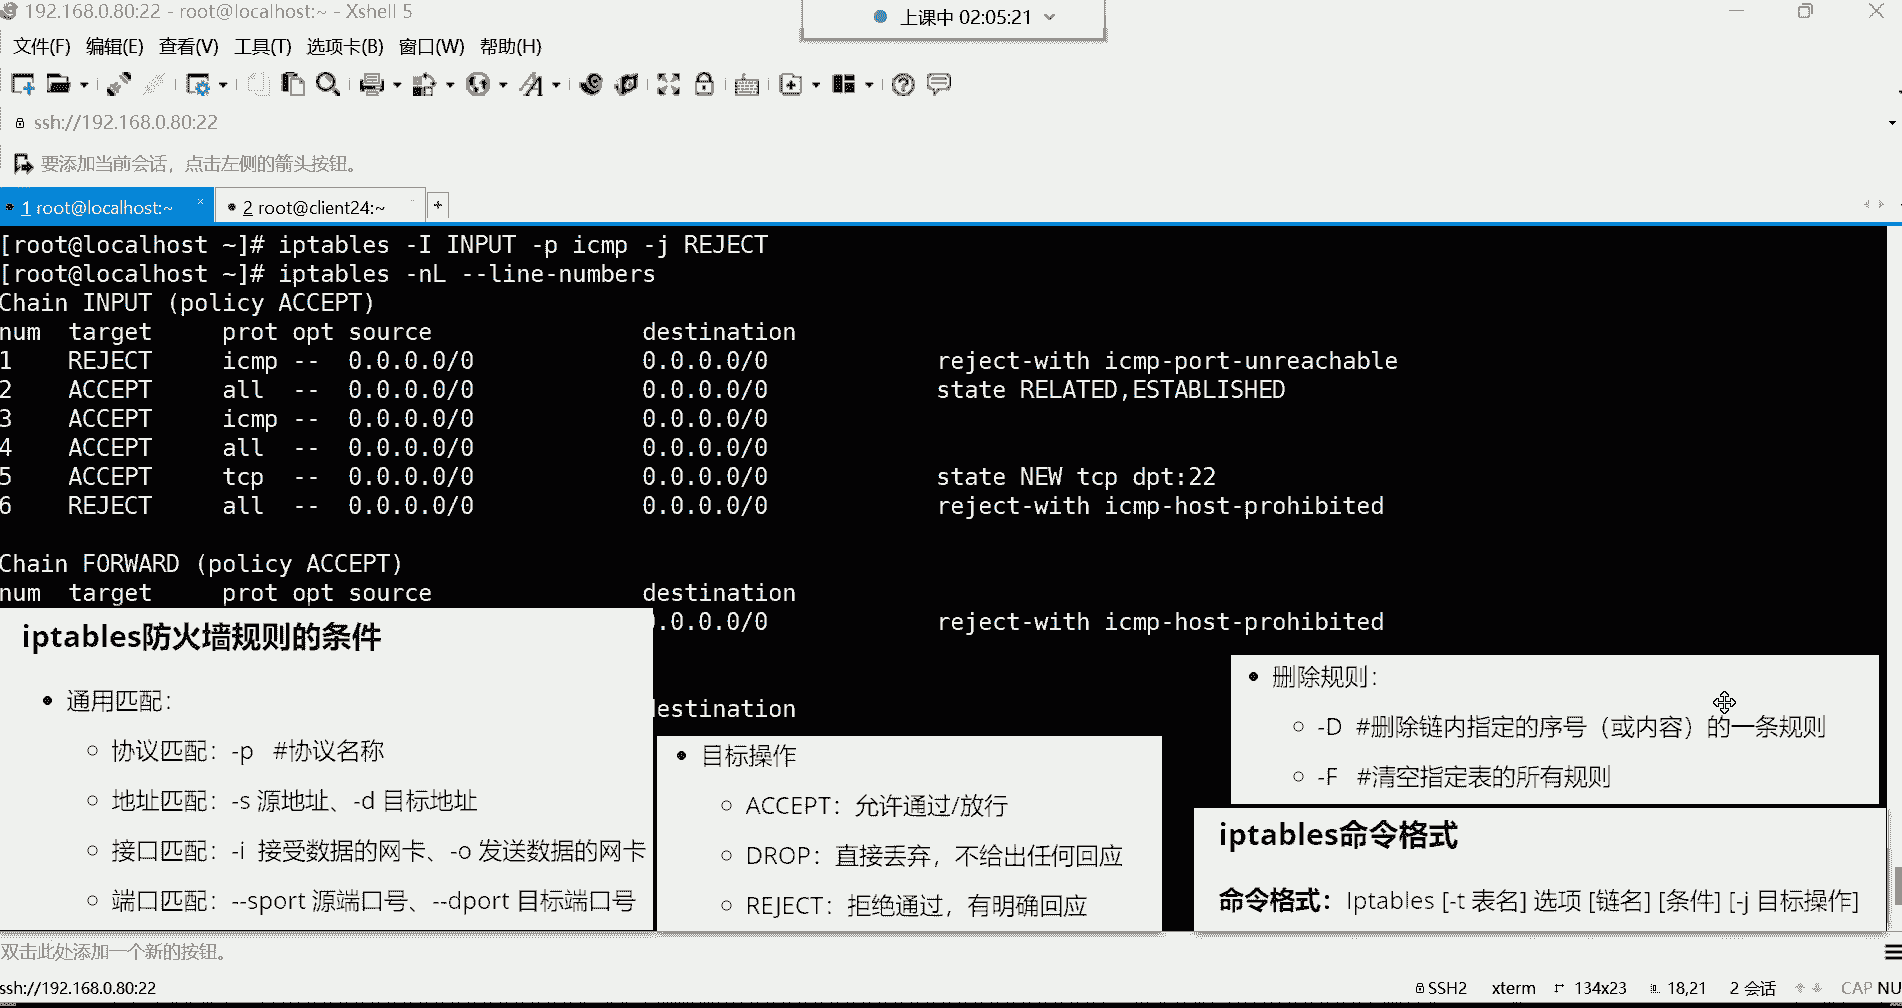 192.168.0.80:22 - root@localhost:~ - Xshell 5
上课中 02:05:21
文件(F) 编辑(E) 查看(V) 工具(T) 选项卡(B) 窗口(W) 帮助(H)
ssh://192.168.0.80:22
要添加当前会话，点击左侧的箭头按钮。
1 root@localhost:~ 2 root@client24:~
[root@localhost ~]# iptables -I INPUT -p icmp -j REJECT
[root@localhost ~]# iptables -nL --line-numbers
Chain INPUT (policy ACCEPT)
num target prot opt source destination
1 REJECT icmp -- 0.0.0.0/0 0.0.0.0/0 reject-with icmp-port-unreachable
2 ACCEPT all -- 0.0.0.0/0 0.0.0.0/0 state RELATED,ESTABLISHED
3 ACCEPT icmp -- 0.0.0.0/0 0.0.0.0/0
4 ACCEPT all -- 0.0.0.0/0 0.0.0.0/0
5 ACCEPT tcp -- 0.0.0.0/0 0.0.0.0/0 state NEW tcp dpt:22
6 REJECT all -- 0.0.0.0/0 0.0.0.0/0 reject-with icmp-host-prohibited
Chain FORWARD (policy ACCEPT)
num target prot opt source destination
.0.0.0/0 reject-with icmp-host-prohibited
destination
iptables防火墙规则的条件
通用匹配：
协议匹配：-p #协议名称
地址匹配：-s 源地址、-d 目标地址
接口匹配：-i 接受数据的网卡、-o 发送数据的网卡
端口匹配：--sport 源端口号、--dport 目标端口号
目标操作
ACCEPT：允许通过/放行
DROP：直接丢弃，不给出任何回应
REJECT：拒绝通过，有明确回应
删除规则：
-D #删除链内指定的序号（或内容）的一条规则
-F #清空指定表的所有规则
iptables命令格式
命令格式：Iptables [-t 表名] 选项 [链名] [条件] [-j 目标操作]
双击此处添加一个新的按钮。
ssh://192.168.0.80:22 SSH2 xterm 134x23 18,21 2 会话 CAP NU